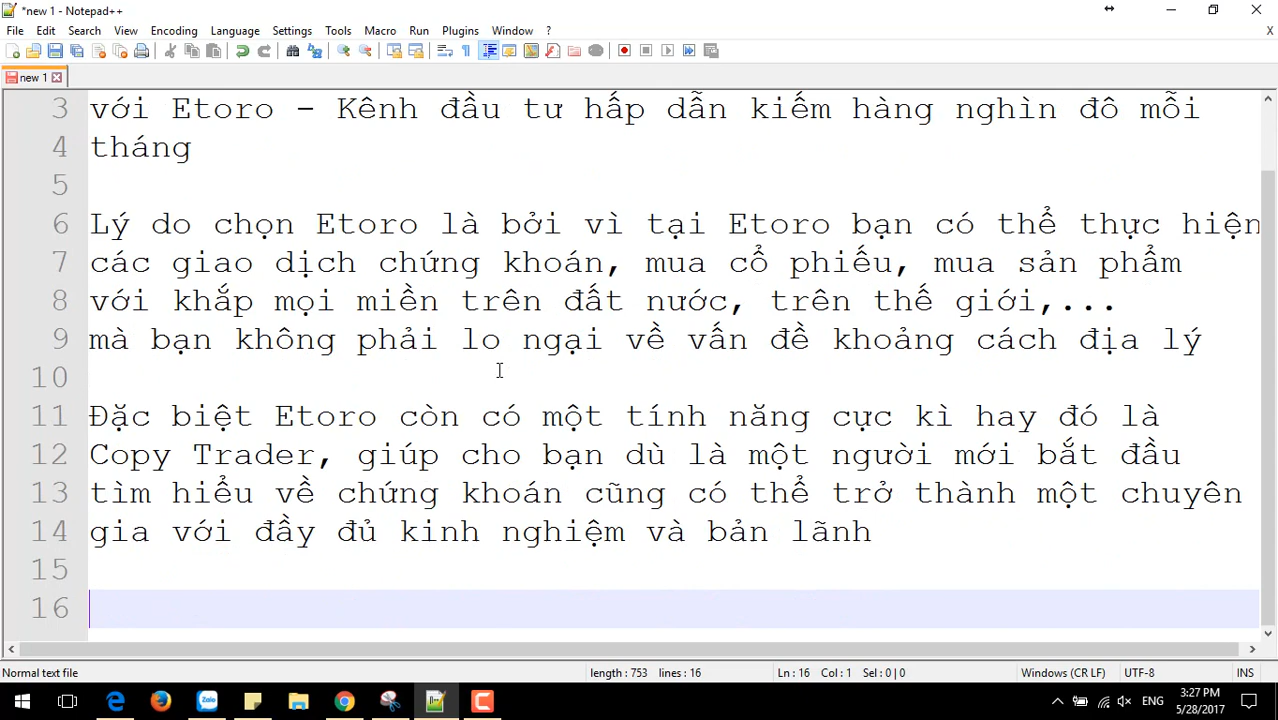 *new 1 - Notepad++
File Edit Search View Encoding Language Settings Tools Macro Run Plugins Window ? X
new 1
3 với Etoro - Kênh đầu tư hấp dẫn kiếm hàng nghìn đô mỗi
4 tháng
5
6 Lý do chọn Etoro là bởi vì tại Etoro bạn có thể thực hiện
7 các giao dịch chứng khoán, mua cổ phiếu, mua sản phẩm
8 với khắp mọi miền trên đất nước, trên thế giới,...
9 mà bạn không phải lo ngại về vấn đề khoảng cách địa lý
10
11 Đặc biệt Etoro còn có một tính năng cực kì hay đó là
12 Copy Trader, giúp cho bạn dù là một người mới bắt đầu
13 tìm hiểu về chứng khoán cũng có thể trở thành một chuyên
14 gia với đầy đủ kinh nghiệm và bản lãnh
15
16
Normal text file length : 753 lines : 16 Ln : 16 Col : 1 Sel : 0 | 0 Windows (CR LF) UTF-8 INS
Zalo ENG 3:27 PM
5/28/2017